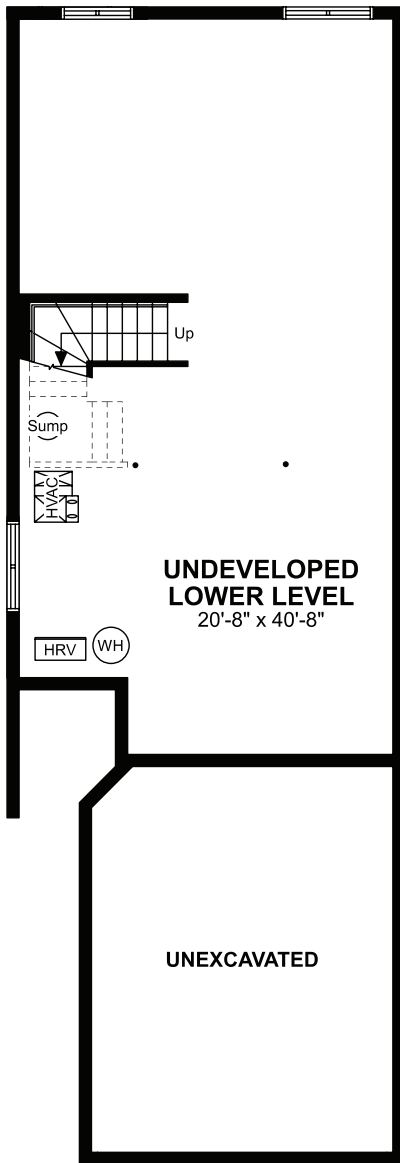 Up
Sump
HVAC
UNDEVELOPED
LOWER LEVEL
20'-8" x 40'-8"
HRV
WH
UNEXCAVATED